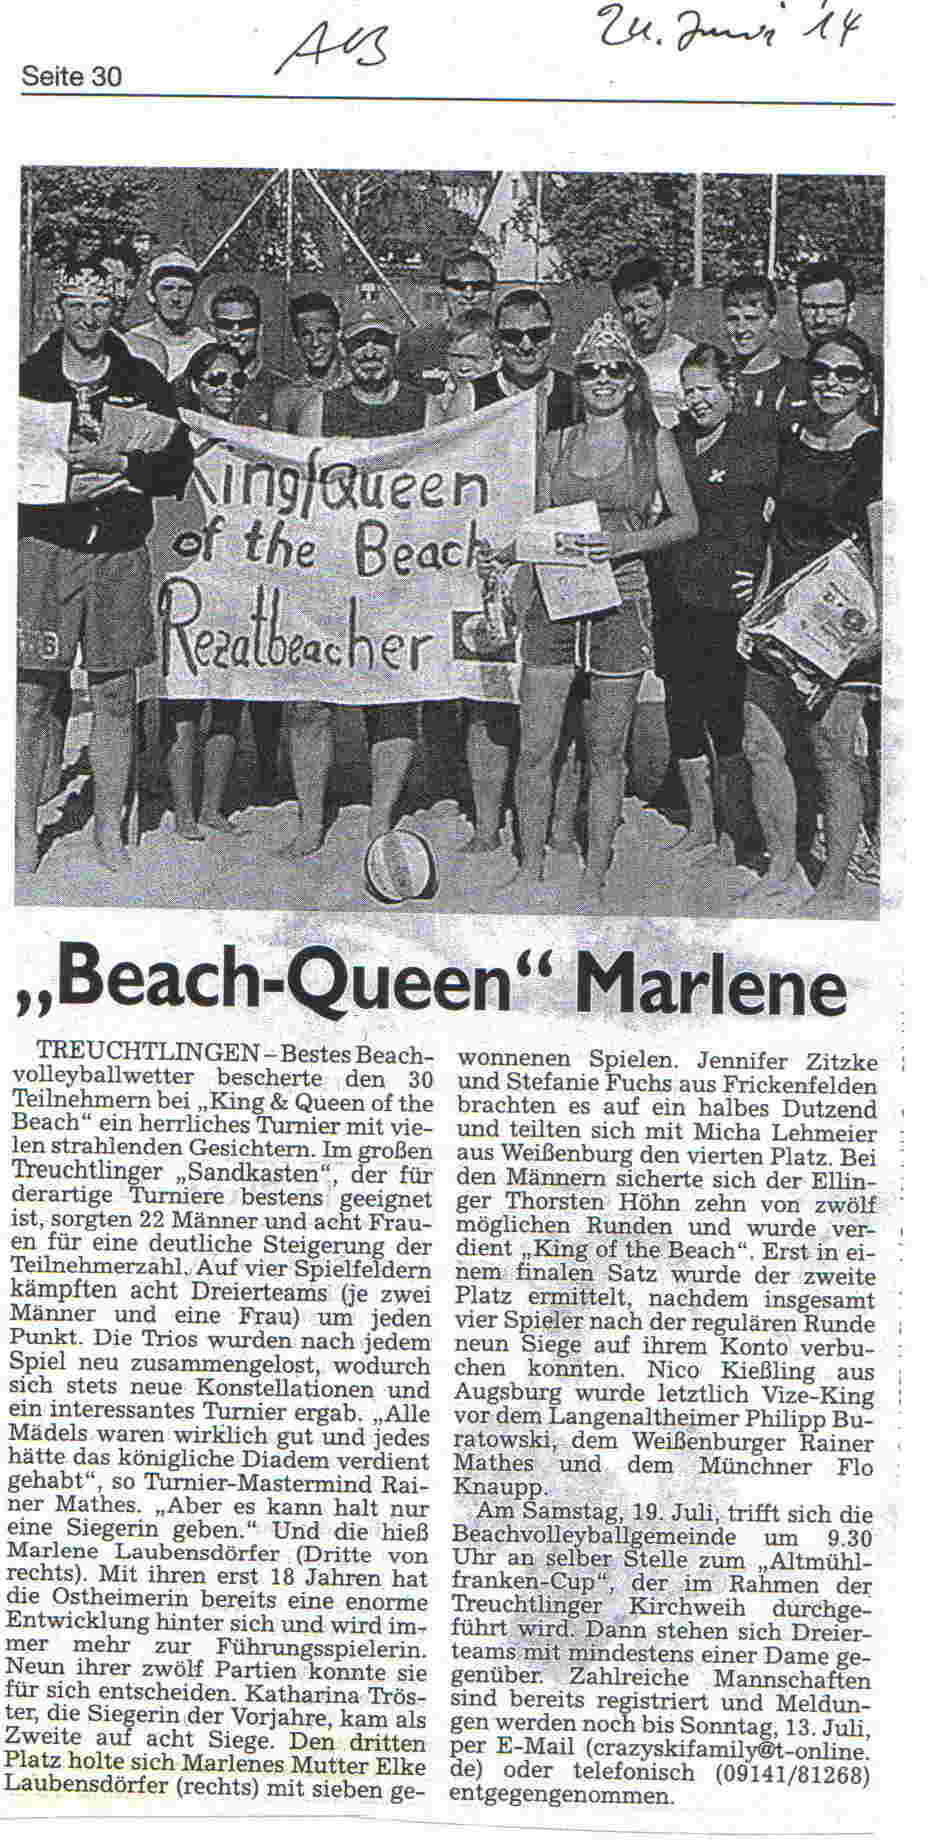 AB
24. Juni '14
Seite 30
King/Queen
of the Beach
Rezatbeacher
„Beach-Queen“ Marlene
TREUCHTLINGEN – Bestes Beach-
volleyballwetter bescherte den 30
Teilnehmern bei „King & Queen of the
Beach“ ein herrliches Turnier mit vie-
len strahlenden Gesichtern. Im großen
Treuchtlinger „Sandkasten“, der für
derartige Turniere bestens geeignet
ist, sorgten 22 Männer und acht Frau-
en für eine deutliche Steigerung der
Teilnehmerzahl. Auf vier Spielfeldern
kämpften acht Dreierteams (je zwei
Männer und eine Frau) um jeden
Punkt. Die Trios wurden nach jedem
Spiel neu zusammengelost, wodurch
sich stets neue Konstellationen und
ein interessantes Turnier ergab. „Alle
Mädels waren wirklich gut und jedes
hätte das königliche Diadem verdient
gehabt“, so Turnier-Mastermind Rai-
ner Mathes. „Aber es kann halt nur
eine Siegerin geben.“ Und die hieß
Marlene Laubensdörfer (Dritte von
rechts). Mit ihren erst 18 Jahren hat
die Ostheimerin bereits eine enorme
Entwicklung hinter sich und wird im-
mer mehr zur Führungsspielerin.
Neun ihrer zwölf Partien konnte sie
für sich entscheiden. Katharina Trös-
ter, die Siegerin der Vorjahre, kam als
Zweite auf acht Siege. Den dritten
Platz holte sich Marlenes Mutter Elke
Laubensdörfer (rechts) mit sieben ge-
wonnenen Spielen. Jennifer Zitzke
und Stefanie Fuchs aus Frickenfelden
brachten es auf ein halbes Dutzend
und teilten sich mit Micha Lehmeier
aus Weißenburg den vierten Platz. Bei
den Männern sicherte sich der Ellin-
ger Thorsten Höhn zehn von zwölf
möglichen Runden und wurde ver-
dient „King of the Beach“. Erst in ei-
nem finalen Satz wurde der zweite
Platz ermittelt, nachdem insgesamt
vier Spieler nach der regulären Runde
neun Siege auf ihrem Konto verbu-
chen konnten. Nico Kießling aus
Augsburg wurde letztlich Vize-King
vor dem Langenaltheimer Philipp Bu-
ratowski, dem Weißenburger Rainer
Mathes und dem Münchner Flo
Knaupp.
Am Samstag, 19. Juli, trifft sich die
Beachvolleyballgemeinde um 9.30
Uhr an selber Stelle zum „Altmühl-
franken-Cup“, der im Rahmen der
Treuchtlinger Kirchweih durchge-
führt wird. Dann stehen sich Dreier-
teams mit mindestens einer Dame ge-
genüber. Zahlreiche Mannschaften
sind bereits registriert und Meldun-
gen werden noch bis Sonntag, 13. Juli,
per E-Mail (crazyskifamily@t-online.
de) oder telefonisch (09141/81268)
entgegengenommen.